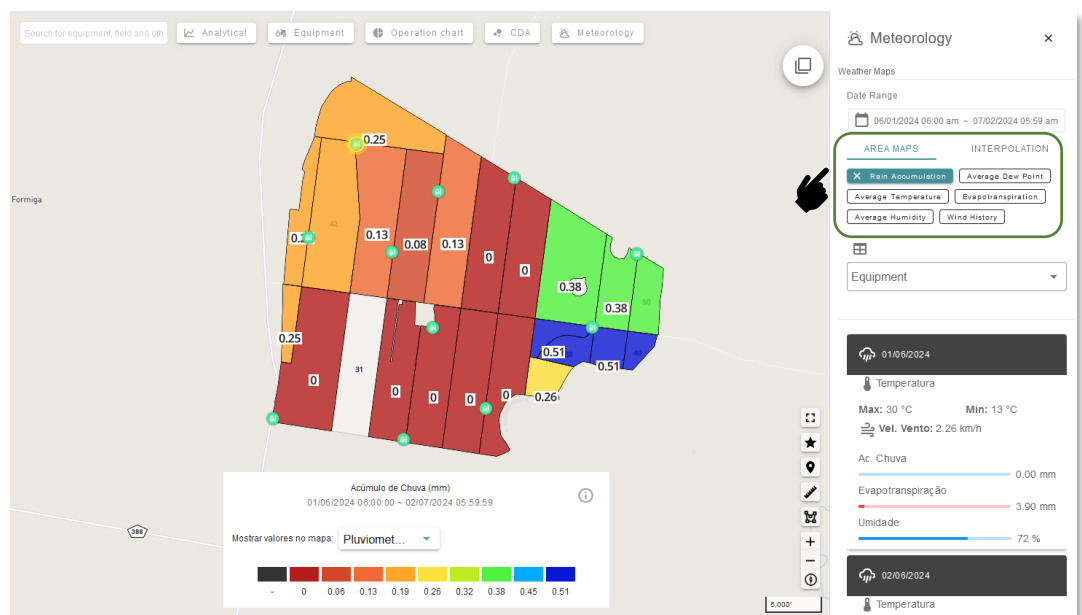 Search for equipment, field and oth
Analytical
Equipment
Operation chart
CDA
Meteorology
Meteorology
Weather Maps
Date Range
06/01/2024 06:00 am ~ 07/02/2024 05:59 am
AREA MAPS INTERPOLATION
Rain Accumulation Average Dew Point
Average Temperature Evapotranspiration
Average Humidity Wind History
Equipment
01/06/2024
Temperatura
Max: 30 °C Min: 13 °C
Vel. Vento: 2.26 km/h
Ac. Chuva
0.00 mm
Evapotranspiração
3.90 mm
Umidade
72 %
02/06/2024
Temperatura
Formiga
0.25
42
0.13
0.08
0.13
0
0
0.38
0.38
50
0.25
0
31
0
0
0
0
0.51
0.51
0.26
388
5,000'
Acúmulo de Chuva (mm)
01/06/2024 06:00:00 ~ 02/07/2024 05:59:59
Mostrar valores no mapa: Pluviomet...
- 0 0.06 0.13 0.19 0.26 0.32 0.38 0.45 0.51